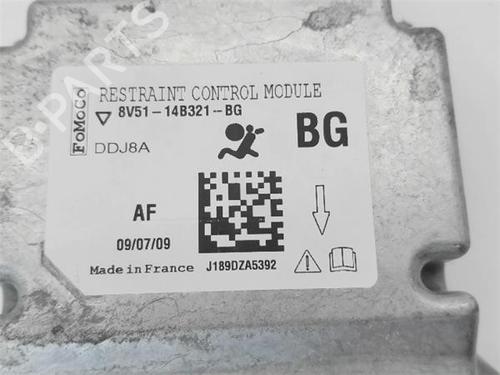 B-PARTS
FoMoCo
RESTRAINT CONTROL MODULE
8V51-14B321-BG
DDJ8A
BG
AF
09/07/09
Made in France
J189DZA5392